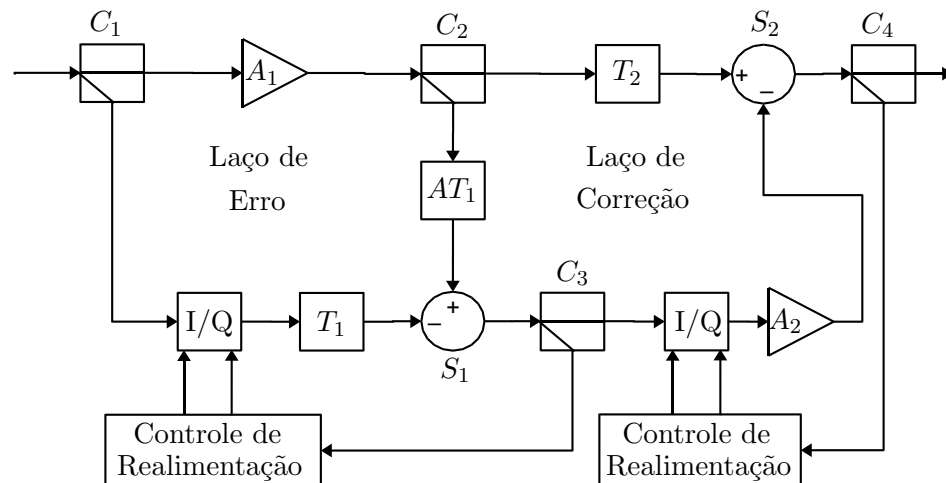 C1
C2
S2
C4
A1
T2
+
−
Laço de
Erro
Laço de
Correção
AT1
C3
I/Q
T1
+
−
I/Q
A2
S1
Controle de
Realimentação
Controle de
Realimentação